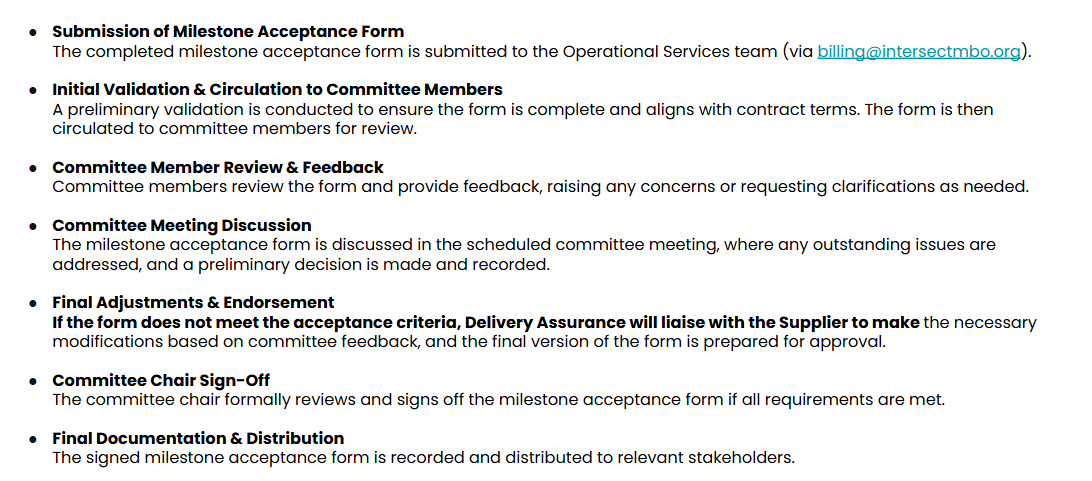 ● Submission of Milestone Acceptance Form
The completed milestone acceptance form is submitted to the Operational Services team (via billing@intersectmbo.org).
● Initial Validation & Circulation to Committee Members
A preliminary validation is conducted to ensure the form is complete and aligns with contract terms. The form is then
circulated to committee members for review.
● Committee Member Review & Feedback
Committee members review the form and provide feedback, raising any concerns or requesting clarifications as needed.
● Committee Meeting Discussion
The milestone acceptance form is discussed in the scheduled committee meeting, where any outstanding issues are
addressed, and a preliminary decision is made and recorded.
● Final Adjustments & Endorsement
If the form does not meet the acceptance criteria, Delivery Assurance will liaise with the Supplier to make the necessary
modifications based on committee feedback, and the final version of the form is prepared for approval.
● Committee Chair Sign-Off
The committee chair formally reviews and signs off the milestone acceptance form if all requirements are met.
● Final Documentation & Distribution
The signed milestone acceptance form is recorded and distributed to relevant stakeholders.